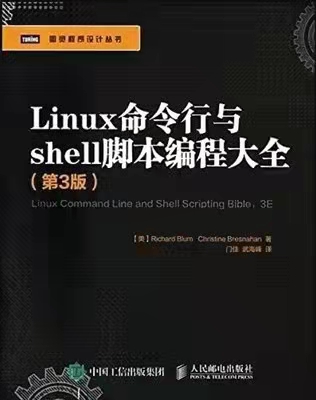 TURING
图灵程序设计丛书
Linux命令行与
shell脚本编程大全
(第3版)
Linux Command Line and Shell Scripting Bible, 3E
【美】Richard Blum Christine Bresnahan 著
门佳 武海峰 译
中国工信出版集团
人民邮电出版社
POSTS & TELECOM PRESS